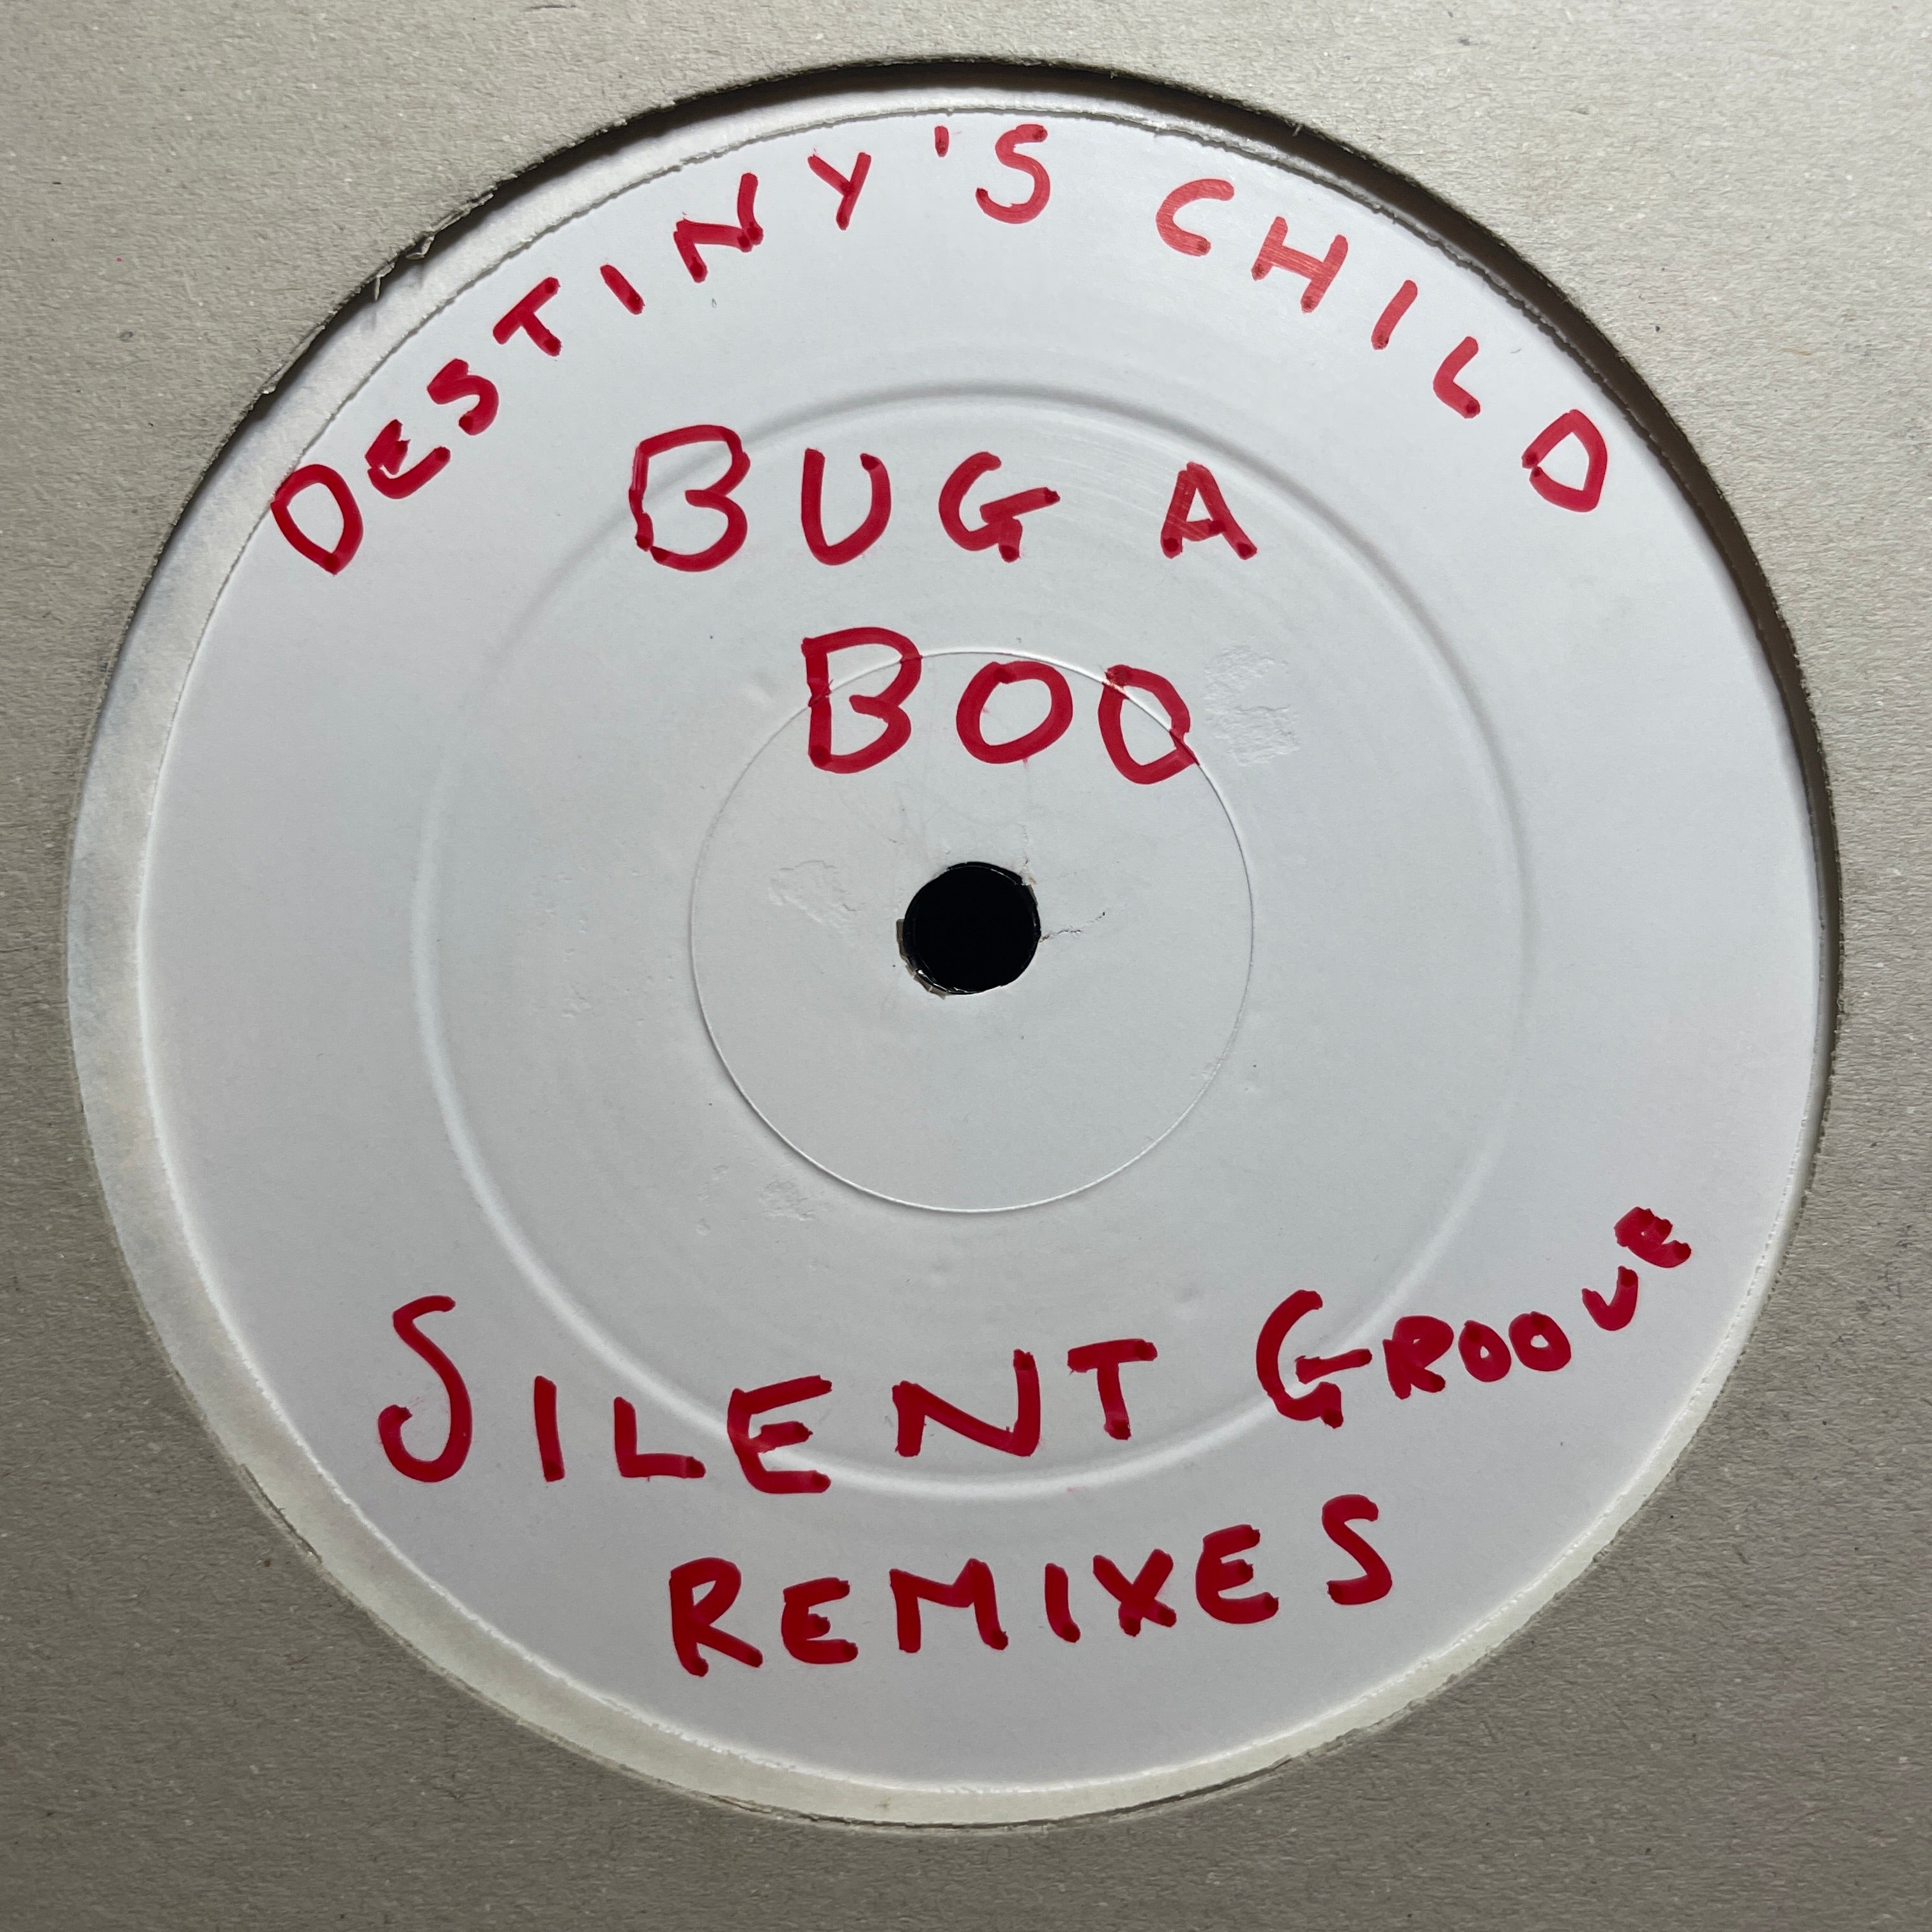 DESTINY'S CHILD
BUG A
BOO
SILENT GROOVE
REMIXES